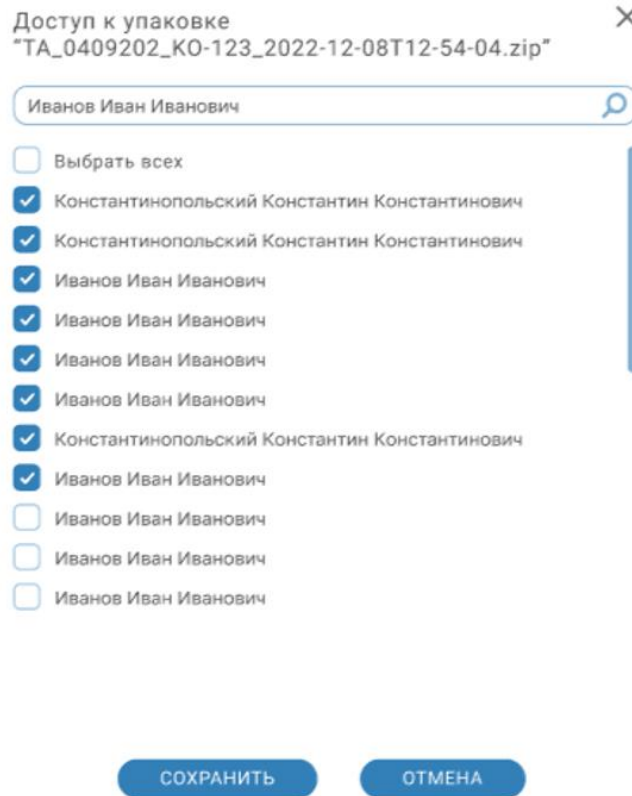 Доступ к упаковке
"TA_0409202_KO-123_2022-12-08T12-54-04.zip"
Иванов Иван Иванович
Выбрать всех
Константинопольский Константин Константинович
Константинопольский Константин Константинович
Иванов Иван Иванович
Иванов Иван Иванович
Иванов Иван Иванович
Иванов Иван Иванович
Константинопольский Константин Константинович
Иванов Иван Иванович
Иванов Иван Иванович
Иванов Иван Иванович
Иванов Иван Иванович
СОХРАНИТЬ
ОТМЕНА